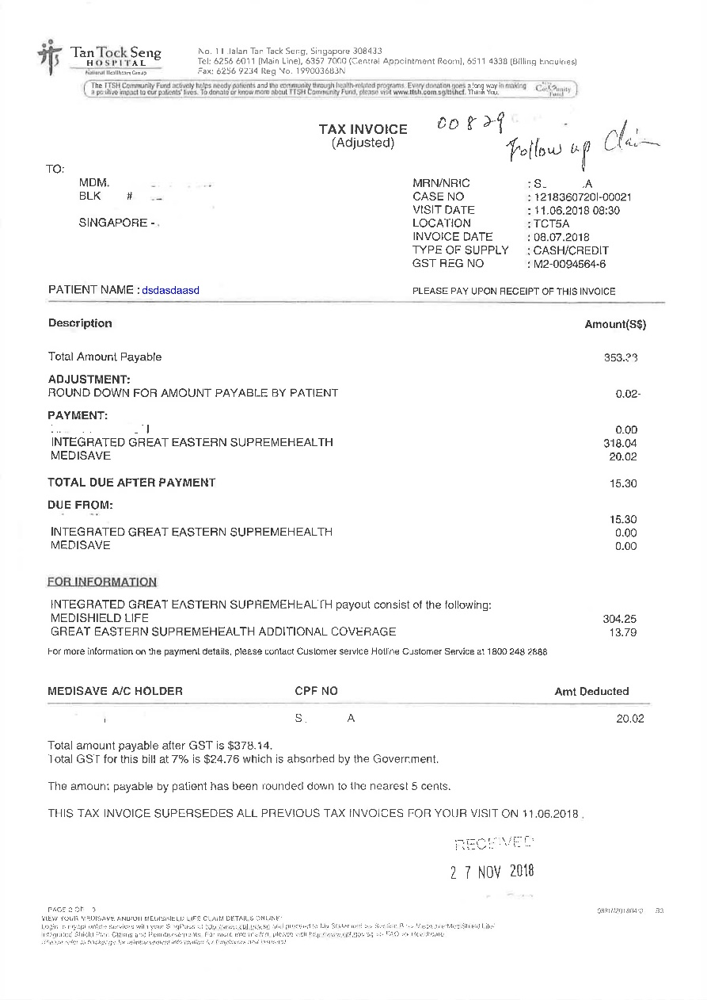 Tan Tock Seng
HOSPITAL
National Healthcare Group
No. 11 Jalan Tan Tock Seng, Singapore 308433
Tel: 6256 6011 (Main Line), 6357 7000 (Central Appointment Room), 6511 4338 (Billing Enquiries)
Fax: 6256 9234 Reg No. 199003683N
The TTSH Community Fund actively helps needy patients and the community through health-related programs. Every donation goes a long way in making
a positive impact to our patients' lives. To donate or know more about TTSH Community Fund, please visit www.ttsh.com.sg/ttshcf. Thank You.
Community
Fund
TAX INVOICE
(Adjusted)
00829
Follow up Claim
TO:
MDM.
BLK #
SINGAPORE -
MRN/NRIC : S A
CASE NO : 1218360720I-00021
VISIT DATE : 11.06.2018 08:30
LOCATION : TCT5A
INVOICE DATE : 08.07.2018
TYPE OF SUPPLY : CASH/CREDIT
GST REG NO : M2-0094564-6
PATIENT NAME : dsdasdaasd
PLEASE PAY UPON RECEIPT OF THIS INVOICE
Description Amount(S$)
Total Amount Payable 353.33
ADJUSTMENT:
ROUND DOWN FOR AMOUNT PAYABLE BY PATIENT 0.02-
PAYMENT:
0.00
INTEGRATED GREAT EASTERN SUPREMEHEALTH 318.04
MEDISAVE 20.02
TOTAL DUE AFTER PAYMENT 15.30
DUE FROM:
15.30
INTEGRATED GREAT EASTERN SUPREMEHEALTH 0.00
MEDISAVE 0.00
FOR INFORMATION
INTEGRATED GREAT EASTERN SUPREMEHEALTH payout consist of the following:
MEDISHIELD LIFE 304.25
GREAT EASTERN SUPREMEHEALTH ADDITIONAL COVERAGE 13.79
For more information on the payment details, please contact Customer service Hotline Customer Service at 1800 248 2888
MEDISAVE A/C HOLDER CPF NO Amt Deducted
S A 20.02
Total amount payable after GST is $378.14.
Total GST for this bill at 7% is $24.76 which is absorbed by the Government.
The amount payable by patient has been rounded down to the nearest 5 cents.
THIS TAX INVOICE SUPERSEDES ALL PREVIOUS TAX INVOICES FOR YOUR VISIT ON 11.06.2018 .
RECEIVED
27 NOV 2018
PAGE 2 OF 3
VIEW YOUR MEDISAVE AND/OR MEDISHIELD LIFE CLAIM DETAILS ONLINE: